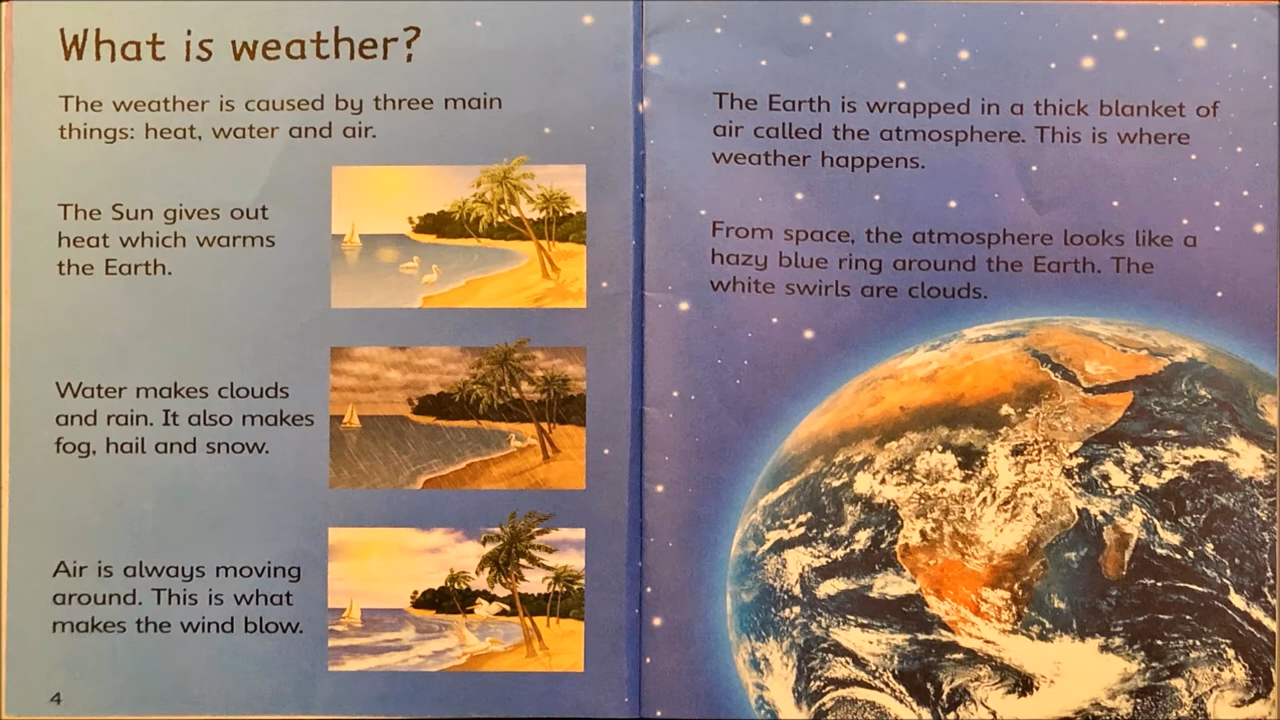 What is weather?
The weather is caused by three main
things: heat, water and air.
The Sun gives out
heat which warms
the Earth.
Water makes clouds
and rain. It also makes
fog, hail and snow.
Air is always moving
around. This is what
makes the wind blow.
4
The Earth is wrapped in a thick blanket of
air called the atmosphere. This is where
weather happens.
From space, the atmosphere looks like a
hazy blue ring around the Earth. The
white swirls are clouds.